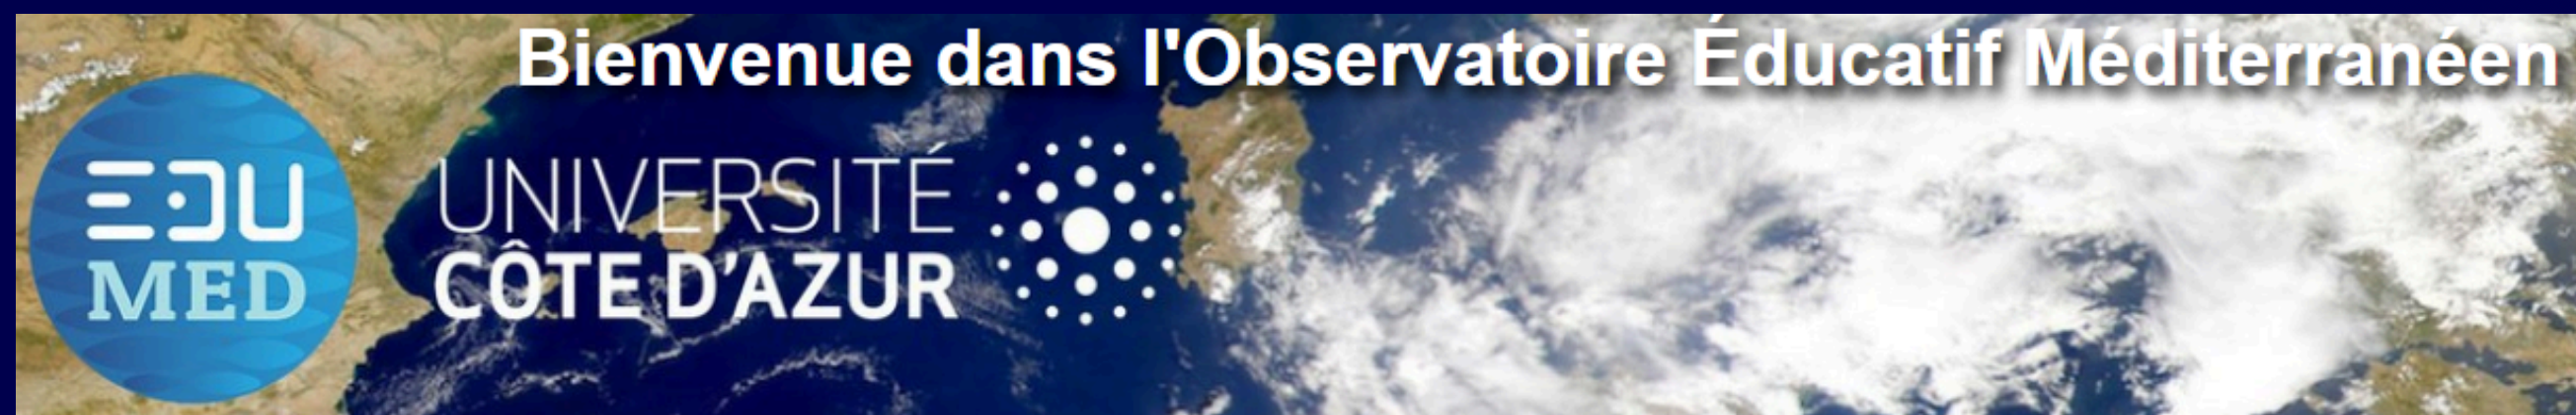 Bienvenue dans l'Observatoire Éducatif Méditerranéen
EDU
MED
UNIVERSITÉ
CÔTE D'AZUR